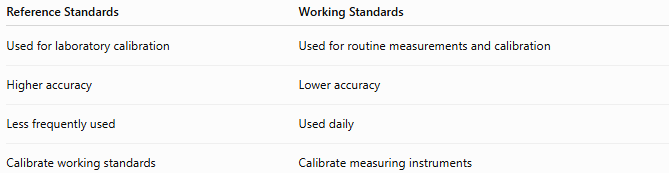 Reference Standards Working Standards
Used for laboratory calibration Used for routine measurements and calibration
Higher accuracy Lower accuracy
Less frequently used Used daily
Calibrate working standards Calibrate measuring instruments